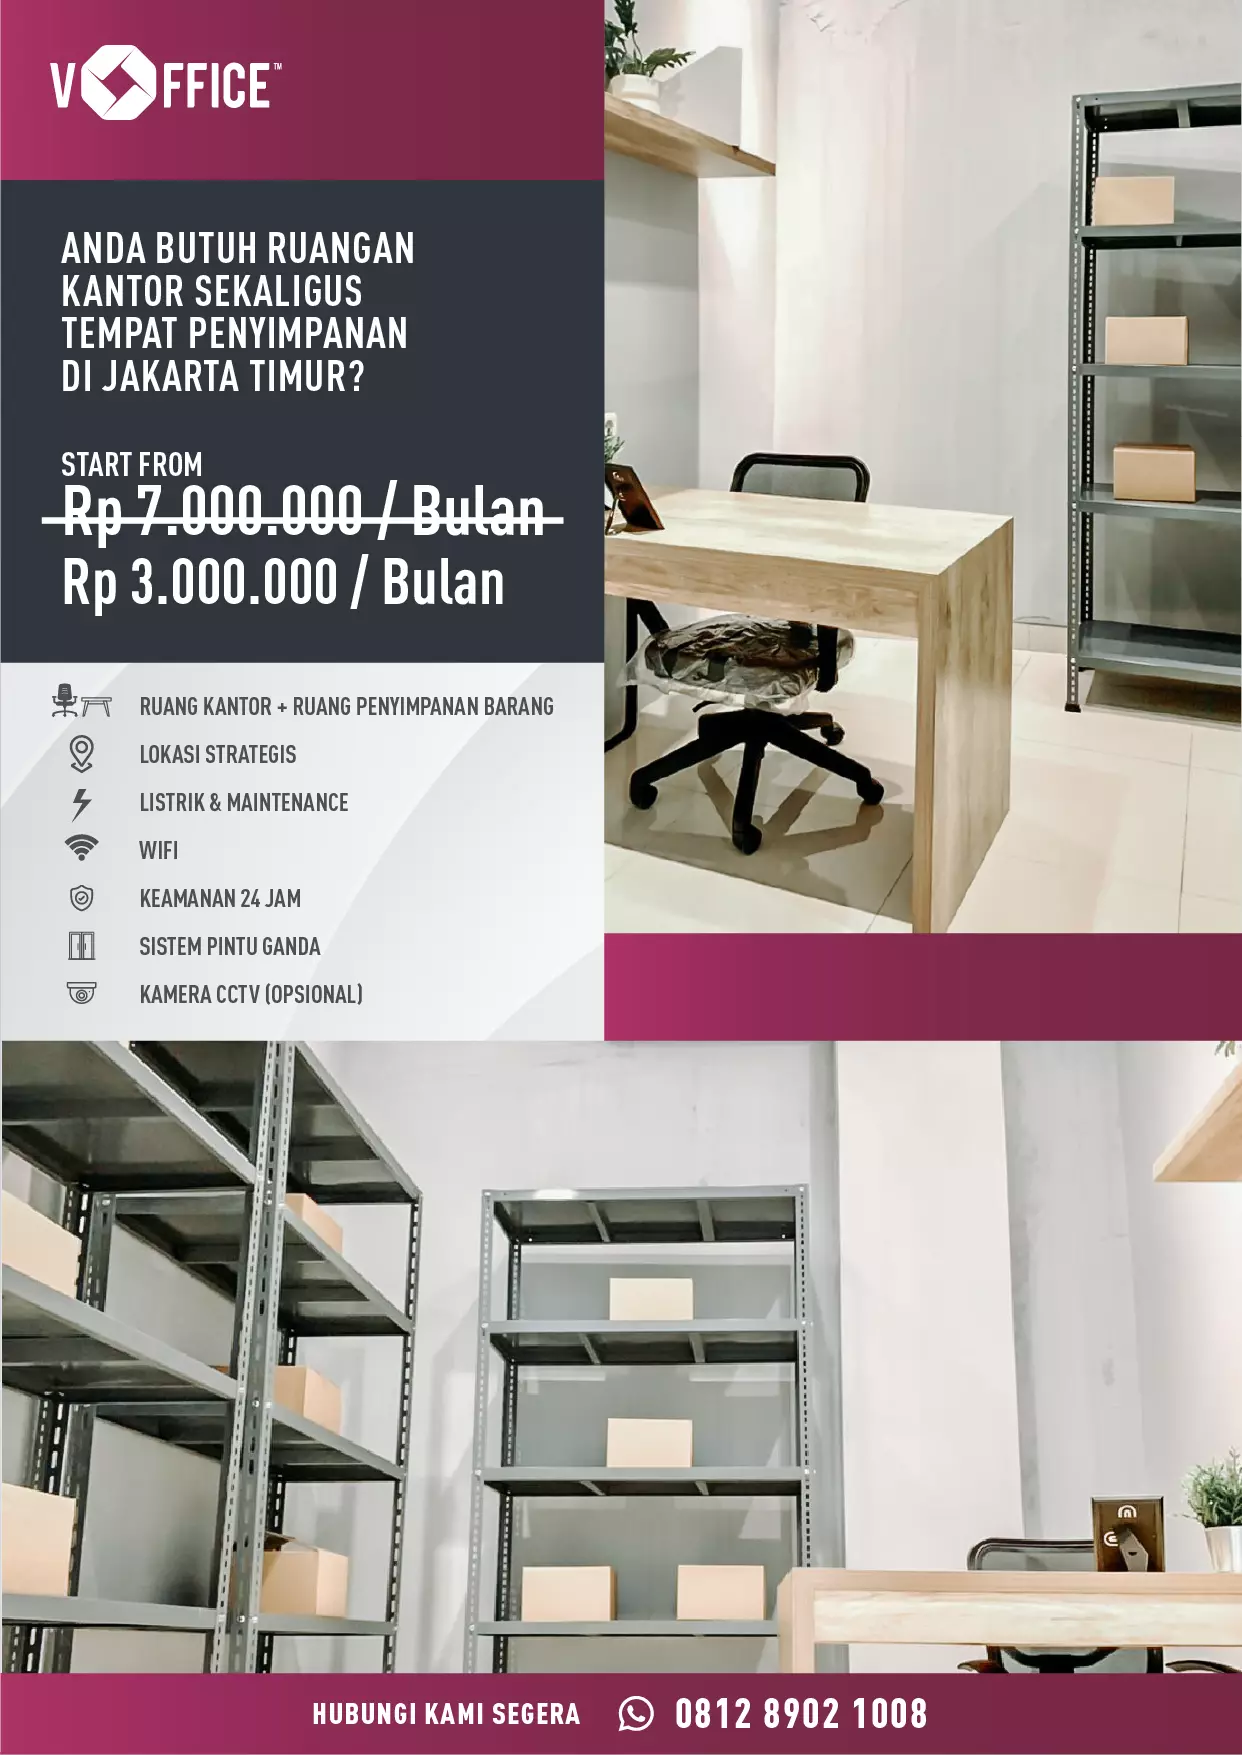 VOFFICE™
ANDA BUTUH RUANGAN
KANTOR SEKALIGUS
TEMPAT PENYIMPANAN
DI JAKARTA TIMUR?
START FROM
Rp 7.000.000 / Bulan
Rp 3.000.000 / Bulan
RUANG KANTOR + RUANG PENYIMPANAN BARANG
LOKASI STRATEGIS
LISTRIK & MAINTENANCE
WIFI
KEAMANAN 24 JAM
SISTEM PINTU GANDA
KAMERA CCTV (OPSIONAL)
HUBUNGI KAMI SEGERA 0812 8902 1008